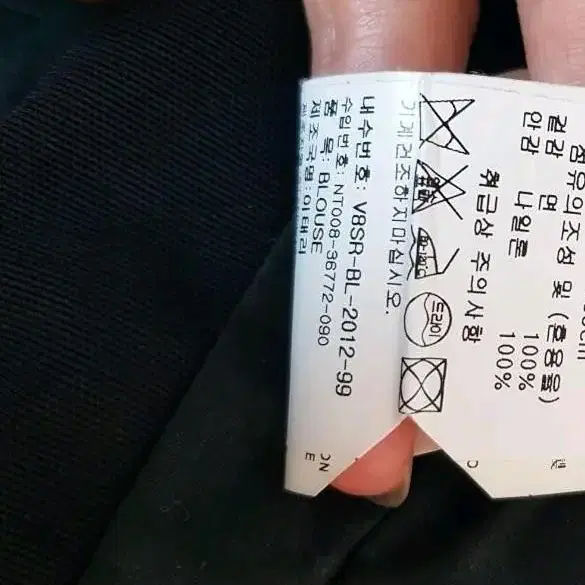 섬유의조성 및 (혼용율)
겉감 면 100%
안감 나일론 100%
취급상 주의사항
드라이
기계건조하지마십시오.
내수번호: V8SR-BL-2012-99
수입번호: NT008-36772-090
품 목: BLOUSE
제조국명: 이태리